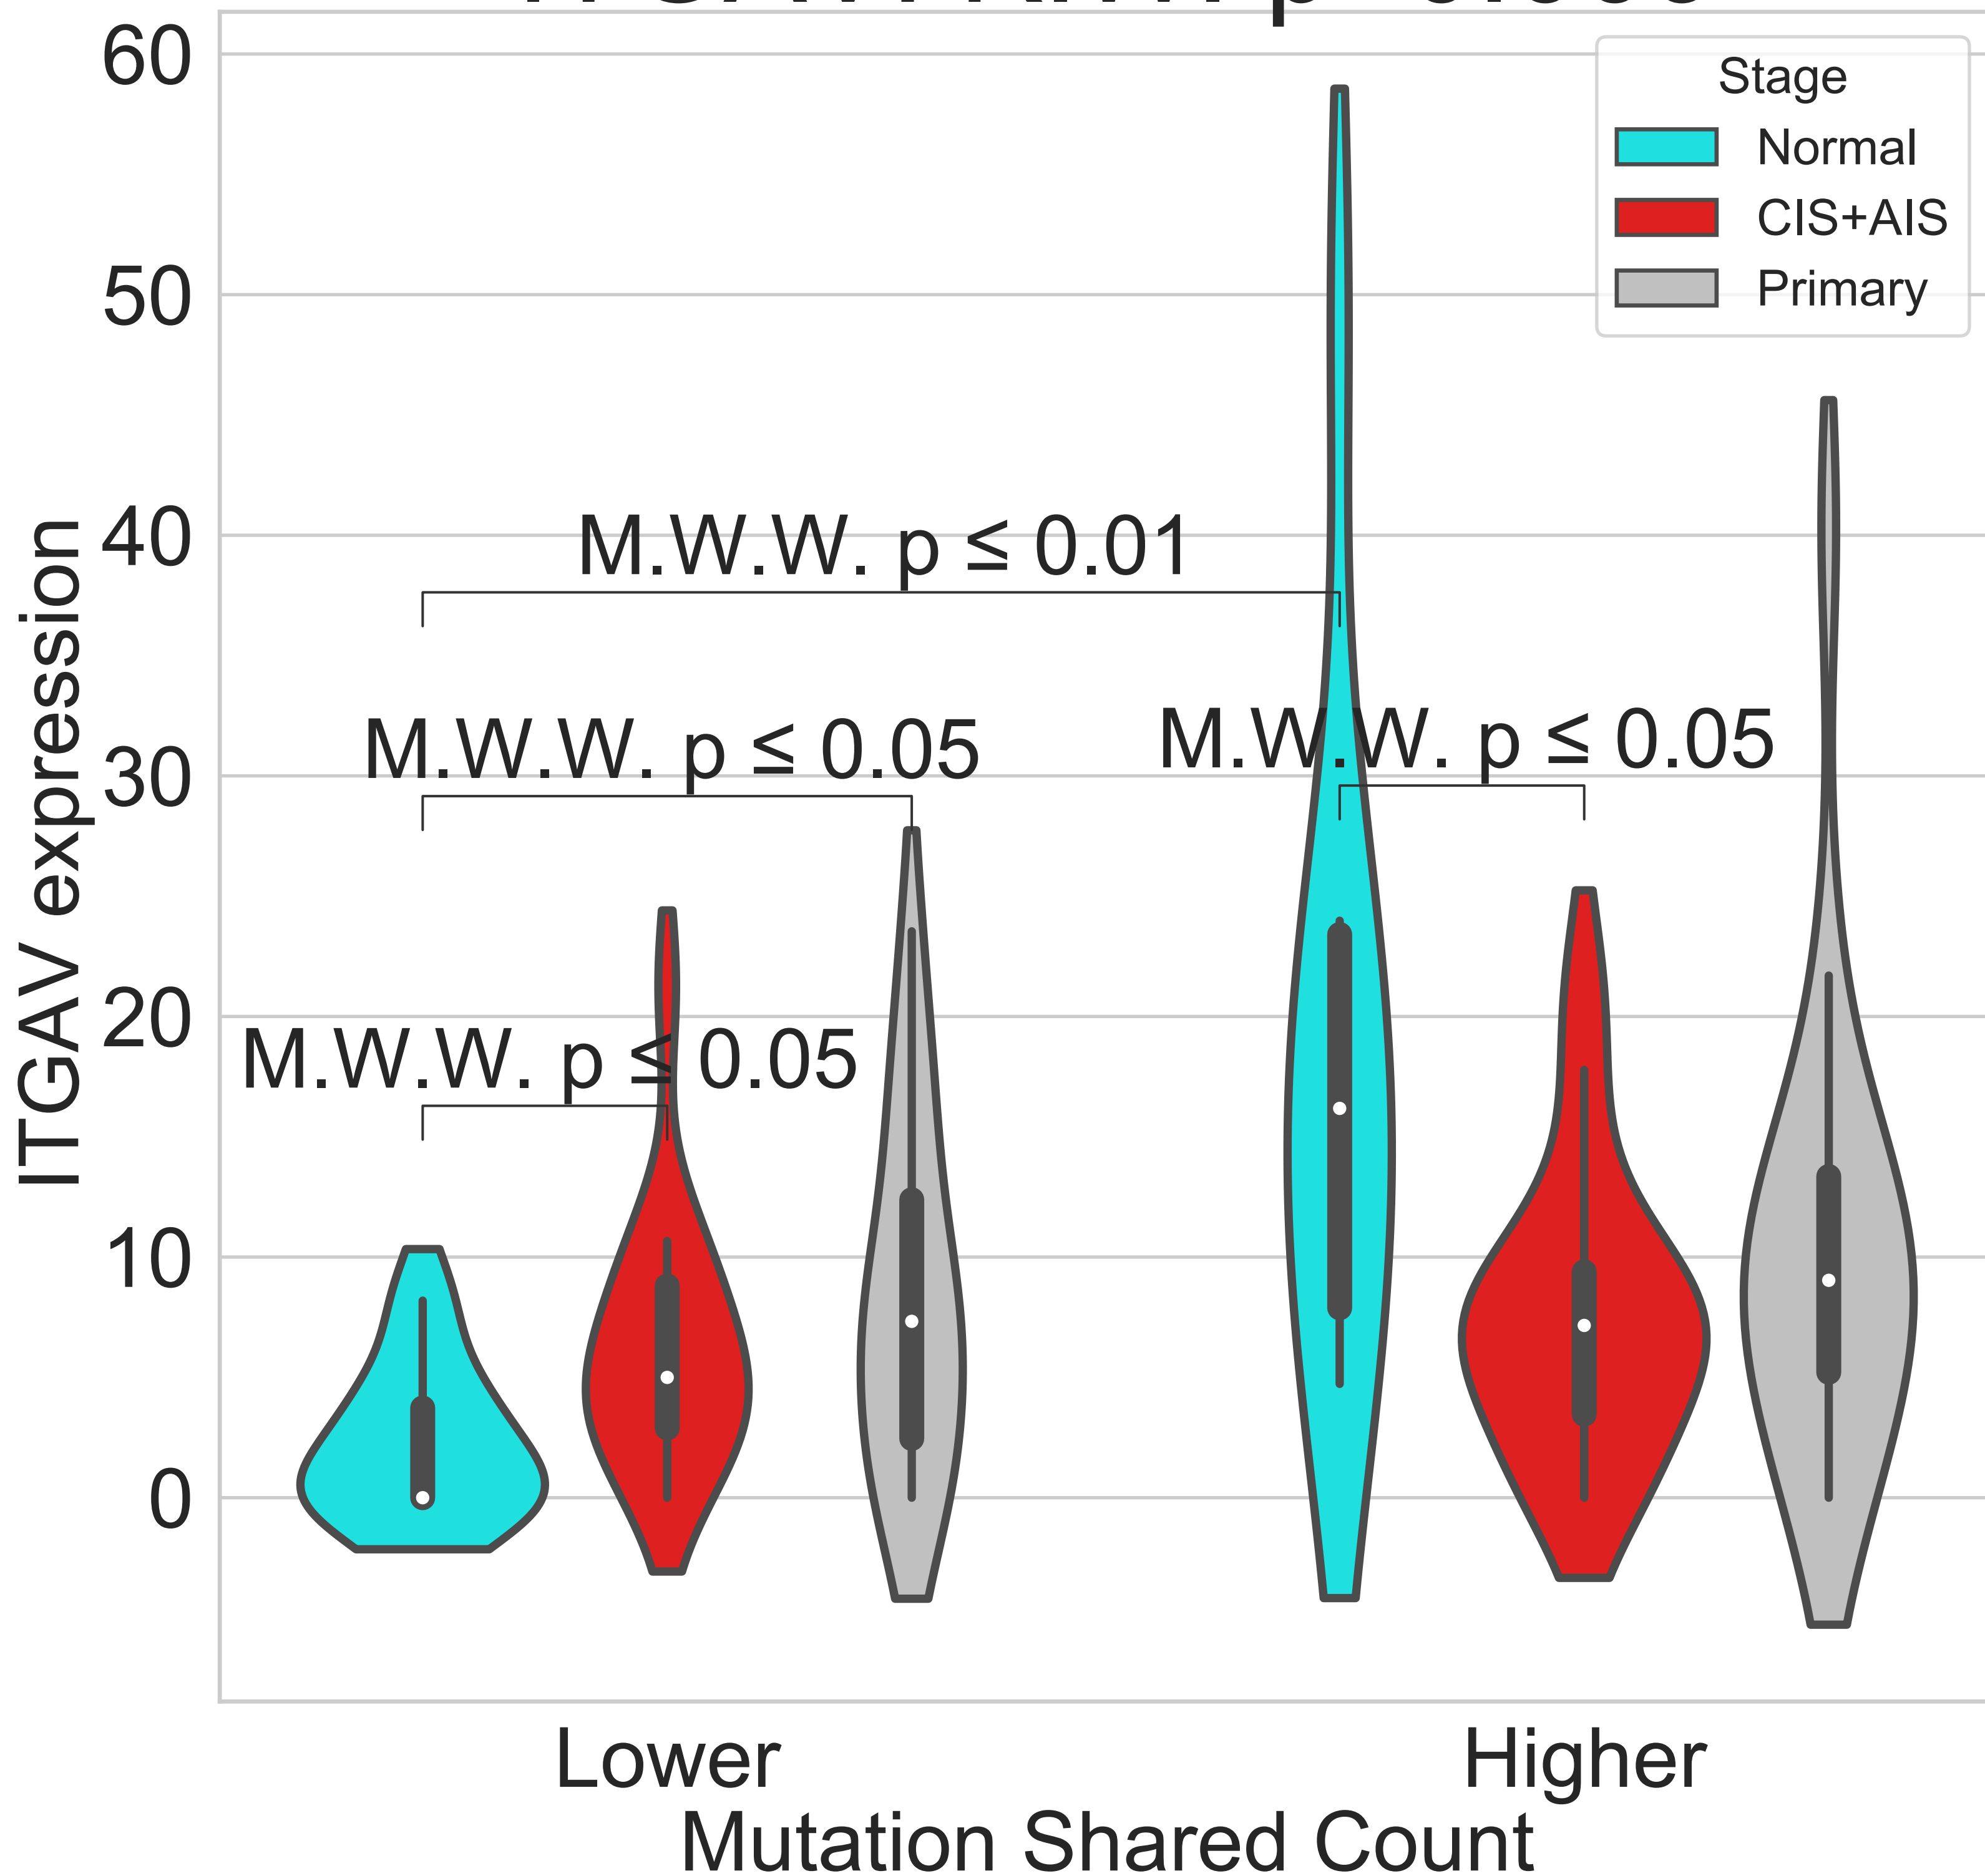 60
50
40
30
20
10
0
ITGAV expression
Stage
Normal
CIS+AIS
Primary
M.W.W. p ≤ 0.01
M.W.W. p ≤ 0.05
M.W.W. p ≤ 0.05
M.W.W. p ≤ 0.05
Lower
Higher
Mutation Shared Count